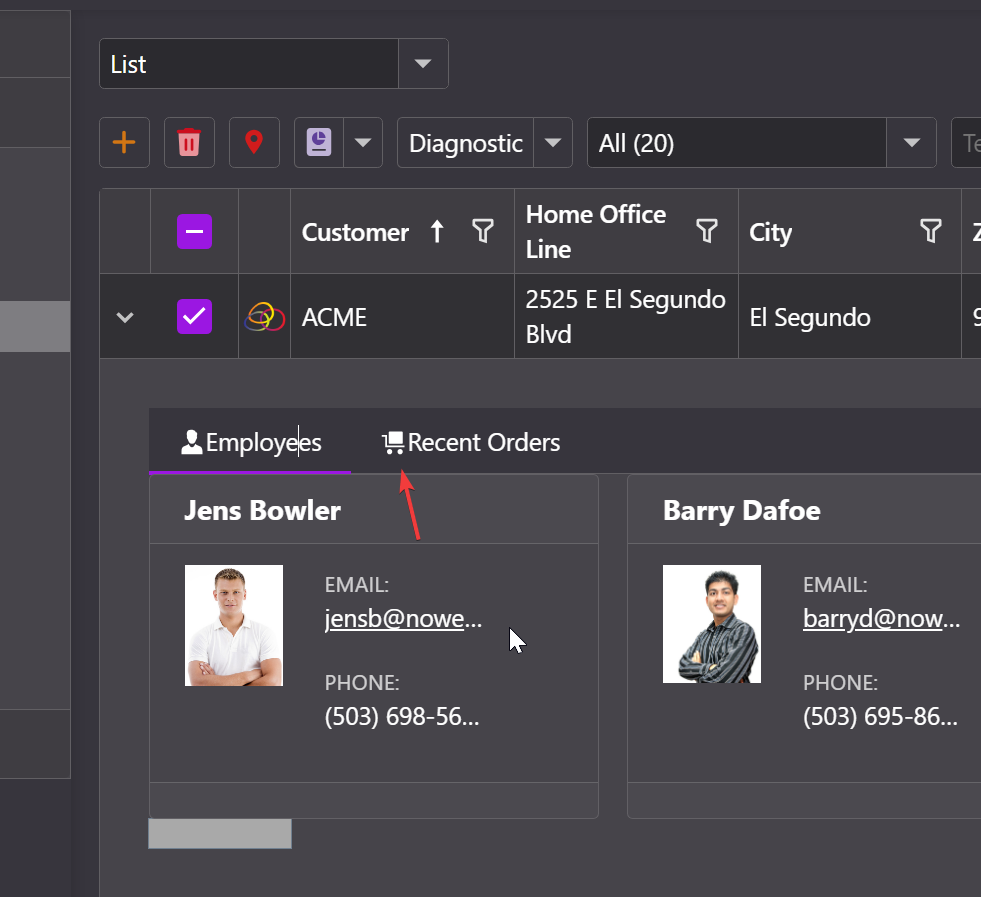 List
Diagnostic
All (20)
Te
Customer
Home Office
Line
City
Z
ACME
2525 E El Segundo
Blvd
El Segundo
9
Employees
Recent Orders
Jens Bowler
Barry Dafoe
EMAIL:
jensb@nowe...
EMAIL:
barryd@now...
PHONE:
(503) 698-56...
PHONE:
(503) 695-86...